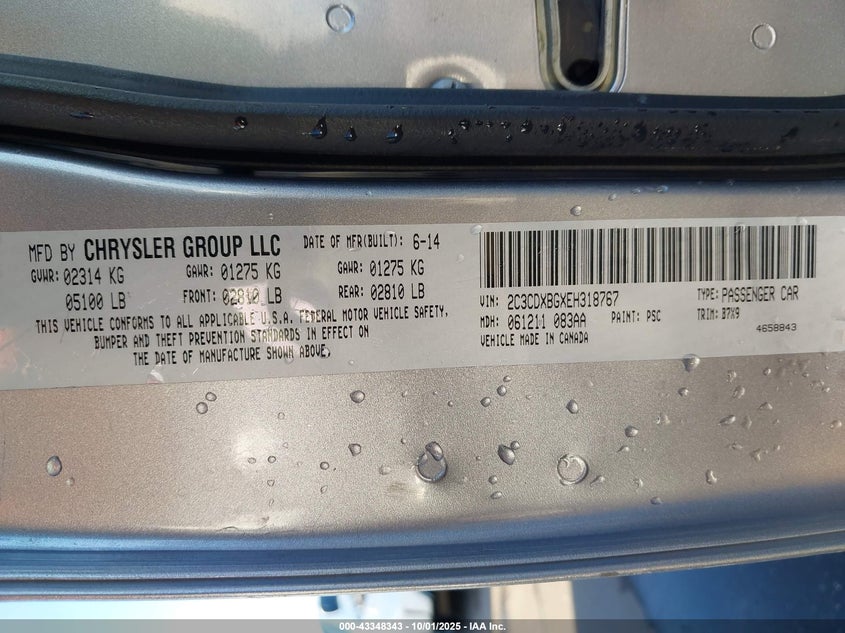 MFD BY CHRYSLER GROUP LLC DATE OF MFR(BUILT): 6-14
GVWR: 02314 KG GAWR: 01275 KG GAWR: 01275 KG
05100 LB FRONT: 02810 LB REAR: 02810 LB
THIS VEHICLE CONFORMS TO ALL APPLICABLE U.S.A. FEDERAL MOTOR VEHICLE SAFETY,
BUMPER AND THEFT PREVENTION STANDARDS IN EFFECT ON
THE DATE OF MANUFACTURE SHOWN ABOVE.
VIN: 2C3CDXBGXEH318767 TYPE: PASSENGER CAR
MDH: 061211 083AA PAINT: PSC TRIM: B7X9
VEHICLE MADE IN CANADA 4658843
000-43348343 - 10/01/2025 - IAA Inc.